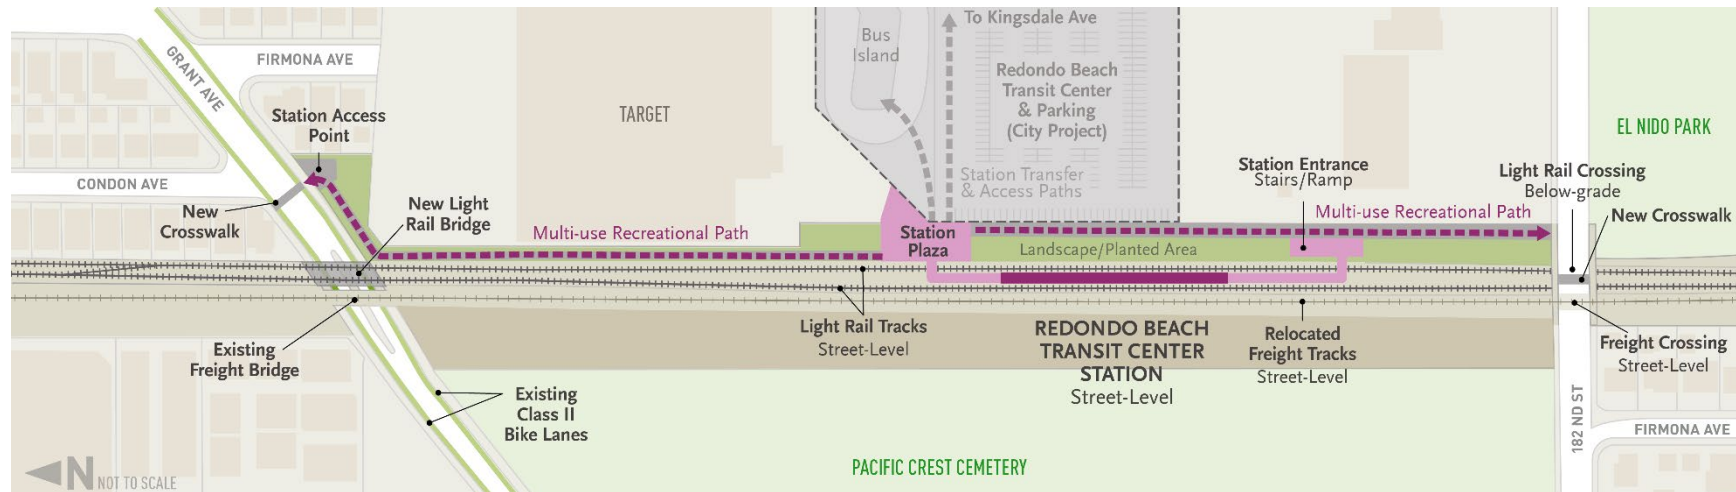 GRANT AVE
FIRMONA AVE
Station Access
Point
CONDON AVE
New
Crosswalk
New Light
Rail Bridge
Multi-use Recreational Path
TARGET
Bus
Island
To Kingsdale Ave
Redondo Beach
Transit Center
& Parking
(City Project)
Station Transfer
& Access Paths
Station
Plaza
Landscape/Planted Area
Station Entrance
Stairs/Ramp
Multi-use Recreational Path
EL NIDO PARK
Light Rail Crossing
Below-grade
New Crosswalk
Existing
Freight Bridge
Existing
Class II
Bike Lanes
Light Rail Tracks
Street-Level
REDONDO BEACH
TRANSIT CENTER
STATION
Street-Level
Relocated
Freight Tracks
Street-Level
Freight Crossing
Street-Level
182 ND ST
FIRMONA AVE
PACIFIC CREST CEMETERY
N NOT TO SCALE